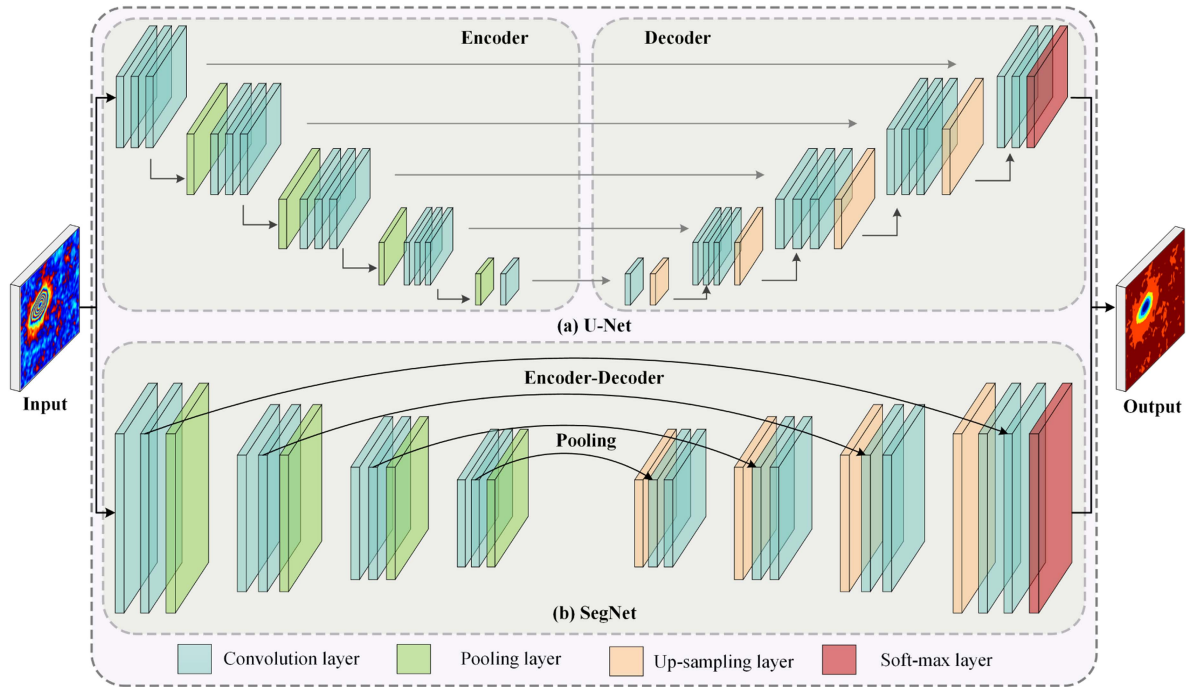 Encoder
Decoder
(a) U-Net
Input
Encoder-Decoder
Pooling
Output
(b) SegNet
Convolution layer
Pooling layer
Up-sampling layer
Soft-max layer